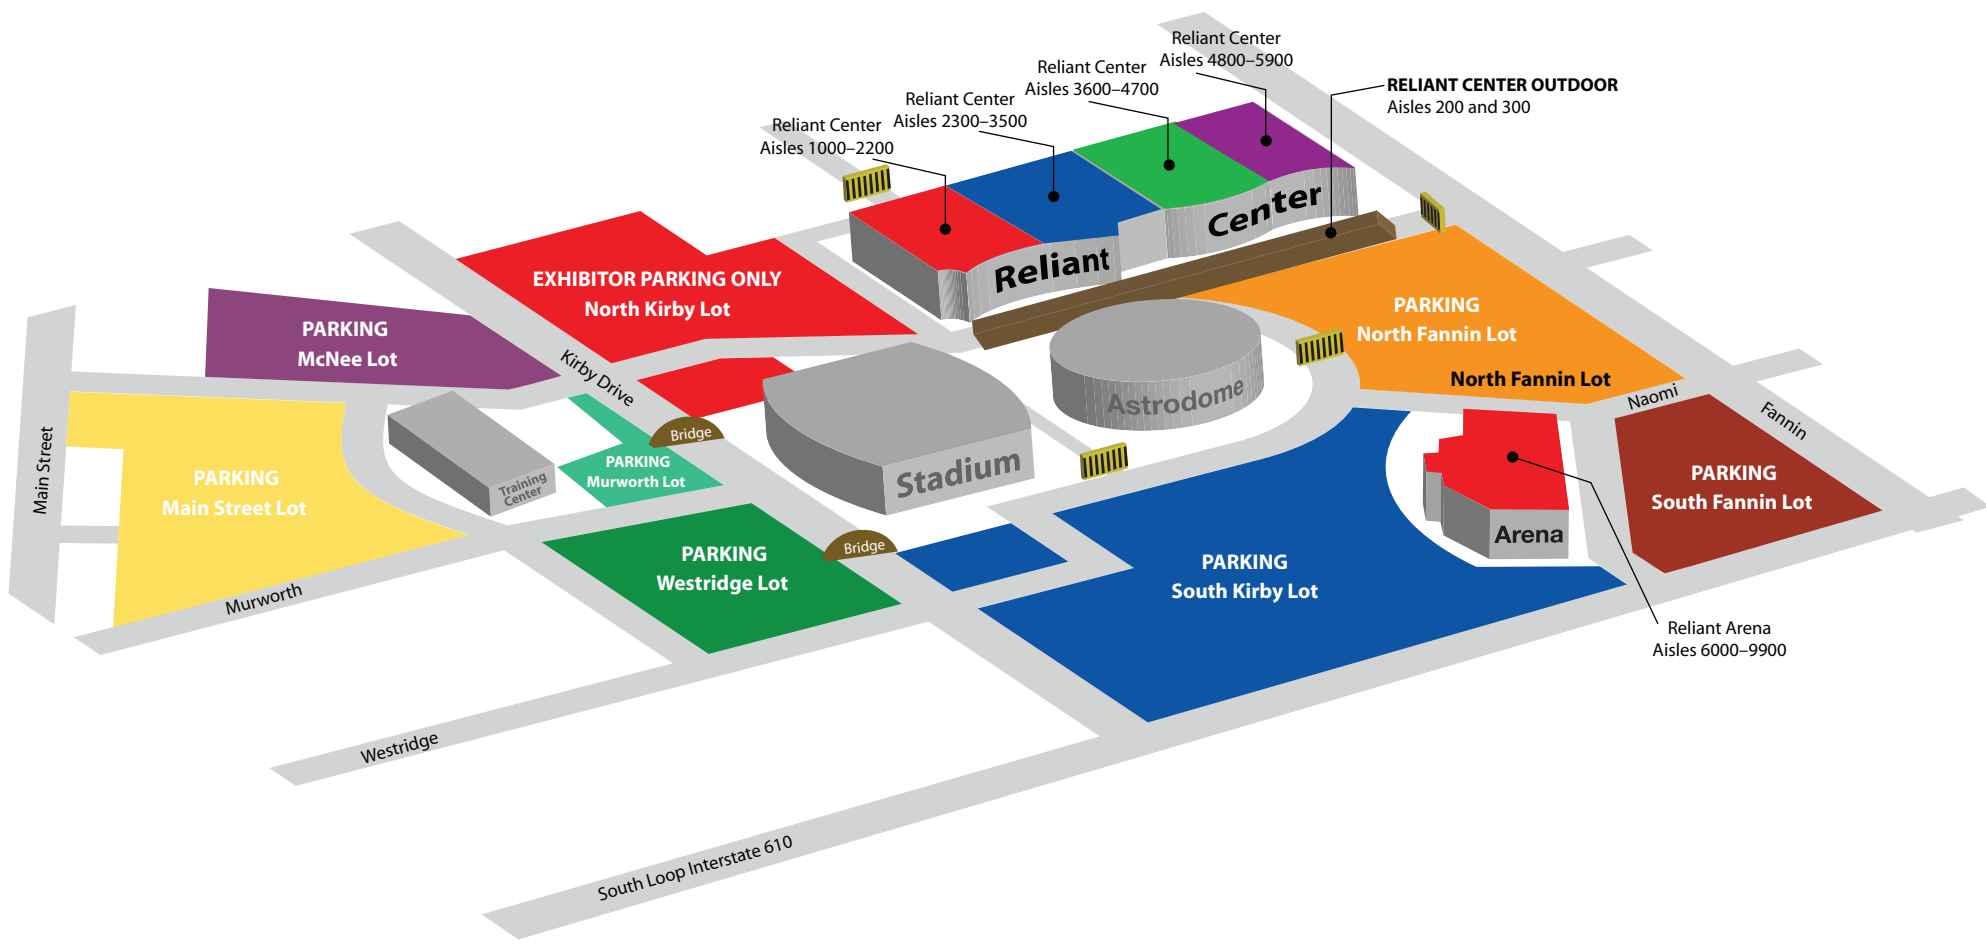 Reliant Center
Aisles 4800–5900
Reliant Center
Aisles 3600–4700
RELIANT CENTER OUTDOOR
Aisles 200 and 300
Reliant Center
Aisles 2300–3500
Reliant Center
Aisles 1000–2200
Center
Reliant
EXHIBITOR PARKING ONLY
North Kirby Lot
PARKING
North Fannin Lot
PARKING
McNee Lot
Kirby Drive
North Fannin Lot
Astrodome
Naomi
Fannin
Bridge
Main Street
PARKING
Murworth Lot
Stadium
PARKING
Main Street Lot
Training
Center
PARKING
South Fannin Lot
Arena
Bridge
PARKING
Westridge Lot
PARKING
South Kirby Lot
Murworth
Reliant Arena
Aisles 6000–9900
Westridge
South Loop Interstate 610